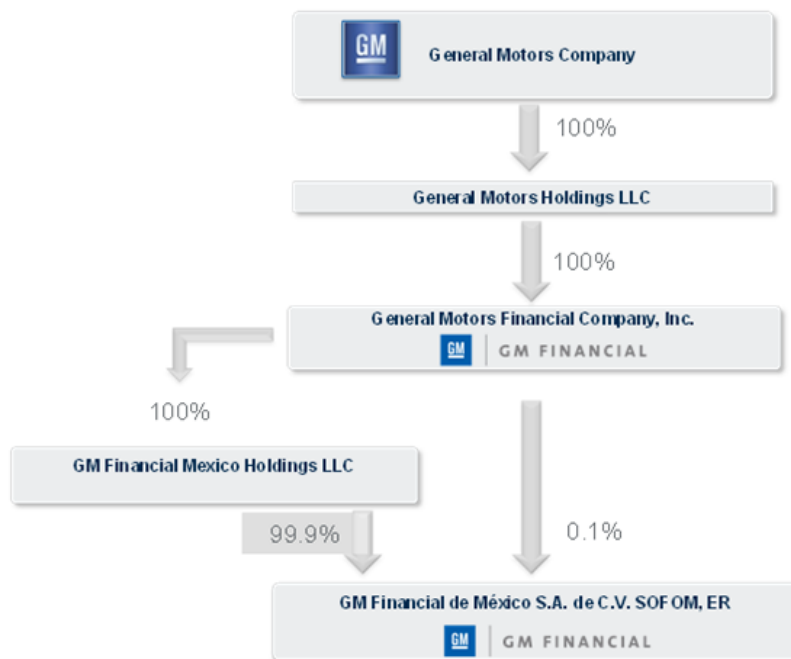 GM
General Motors Company
100%
General Motors Holdings LLC
100%
General Motors Financial Company, Inc.
GM GM FINANCIAL
100%
GM Financial Mexico Holdings LLC
99.9%
0.1%
GM Financial de México S.A. de C.V. SOFOM, ER
GM GM FINANCIAL